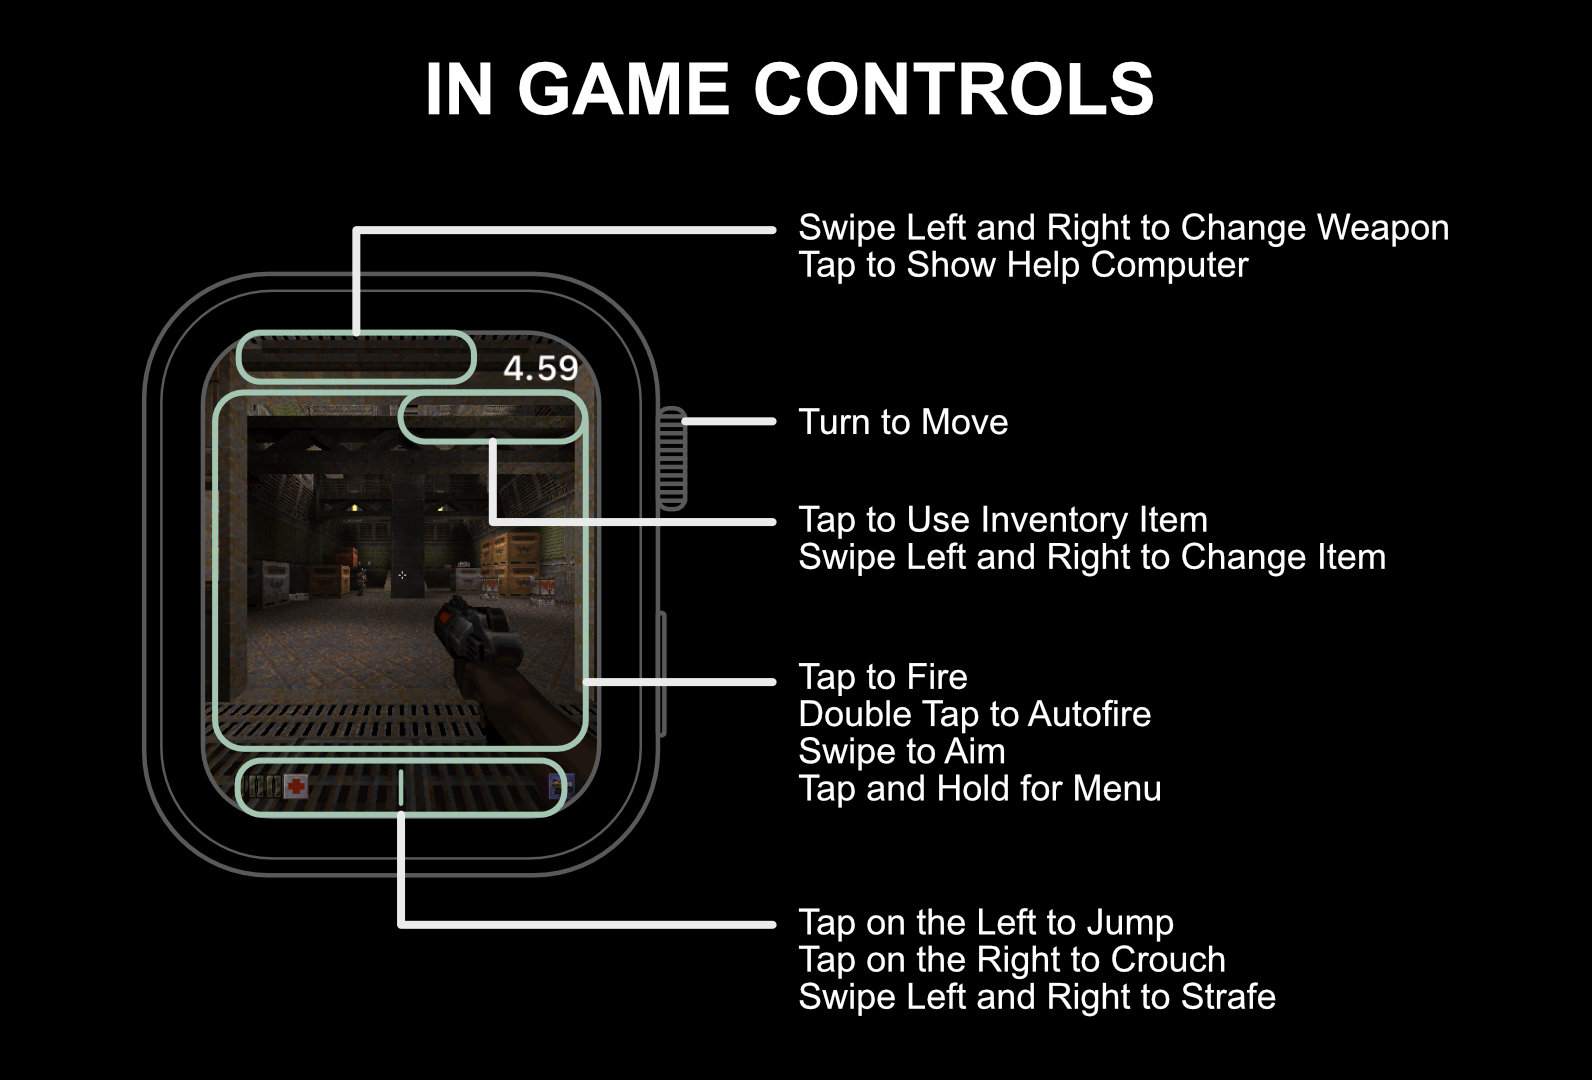 IN GAME CONTROLS
Swipe Left and Right to Change Weapon
Tap to Show Help Computer
4.59
Turn to Move
Tap to Use Inventory Item
Swipe Left and Right to Change Item
Tap to Fire
Double Tap to Autofire
Swipe to Aim
Tap and Hold for Menu
Tap on the Left to Jump
Tap on the Right to Crouch
Swipe Left and Right to Strafe